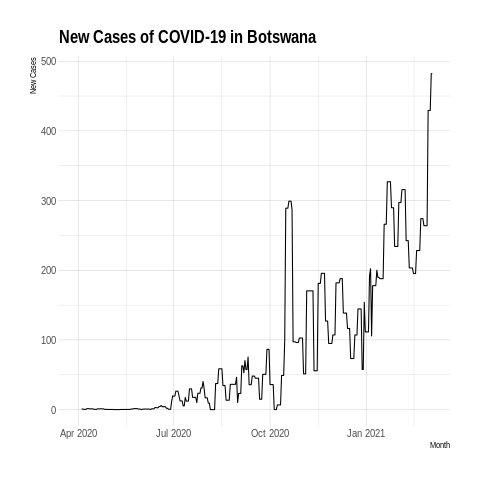 New Cases of COVID-19 in Botswana
New Cases
500
400
300
200
100
0
Apr 2020
Jul 2020
Oct 2020
Jan 2021
Month